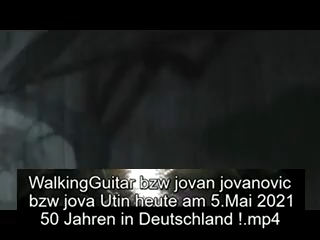 WalkingGuitar bzw jovan jovanovic
bzw jova Utin heute am 5.Mai 2021
50 Jahren in Deutschland !.mp4